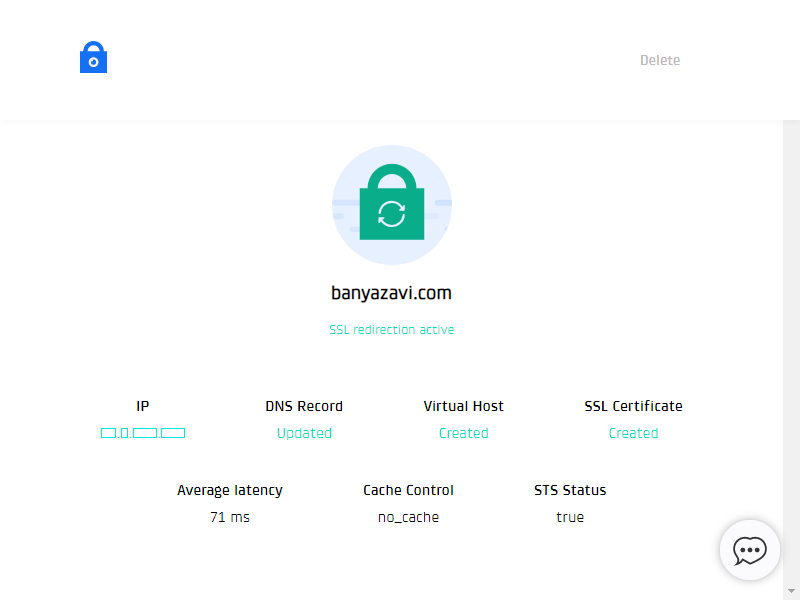 Delete
banyazavi.com
SSL redirection active
IP
DNS Record
Virtual Host
SSL Certificate
Updated
Created
Created
Average latency
Cache Control
STS Status
71 ms
no_cache
true